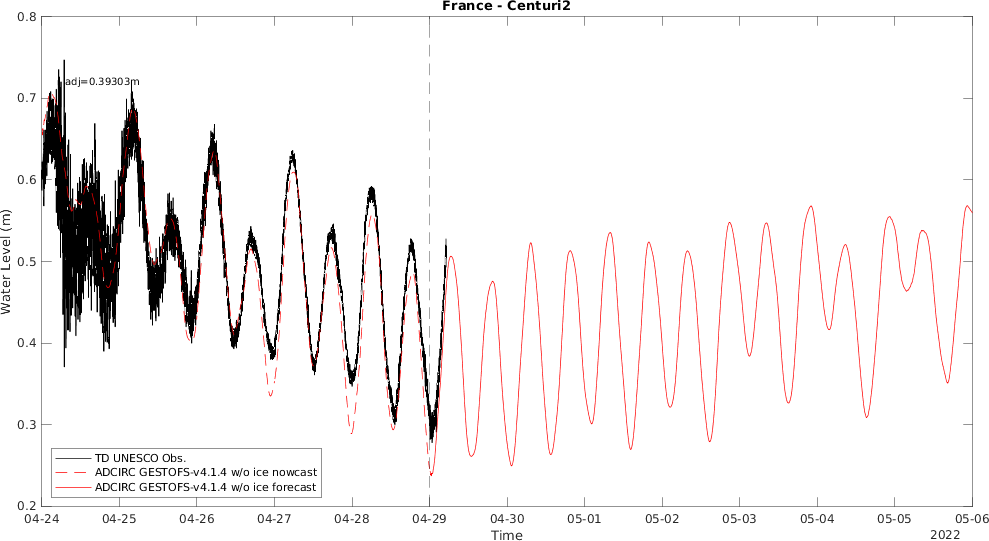 France - Centuri2
0.8
0.7
0.6
0.5
0.4
0.3
0.2
Water Level (m)
adj=0.39303m
TD UNESCO Obs.
ADCIRC GESTOFS-v4.1.4 w/o ice nowcast
ADCIRC GESTOFS-v4.1.4 w/o ice forecast
04-24 04-25 04-26 04-27 04-28 04-29 04-30 05-01 05-02 05-03 05-04 05-05 05-06
Time
2022